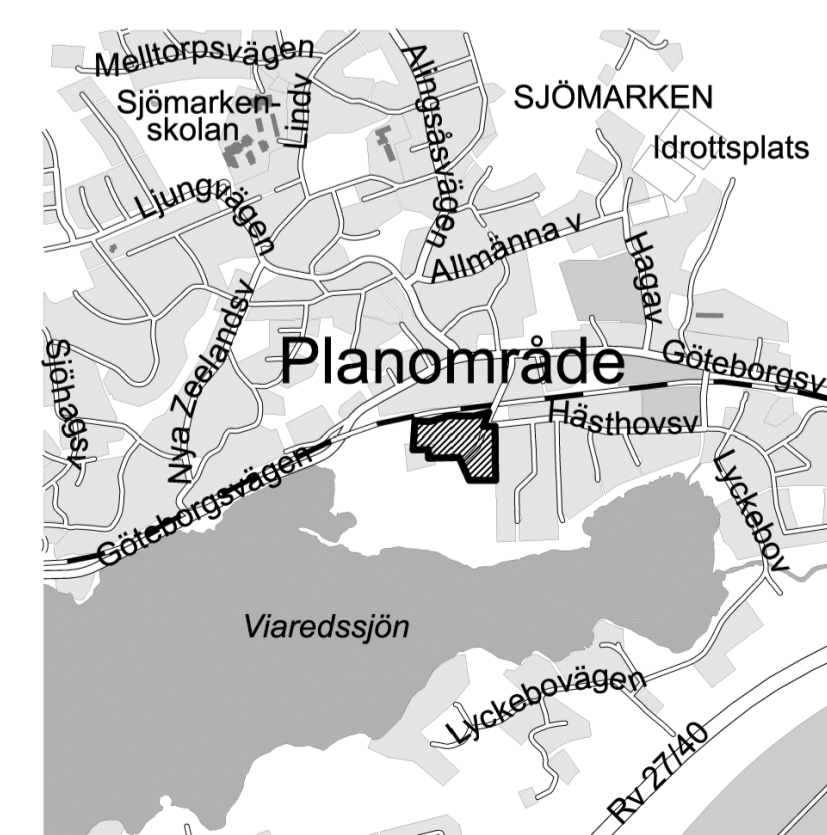 Melltorpsvägen
Alingsåsvägen
SJÖMARKEN
Sjömarken-
skolan
Lindv
Idrottsplats
Ljungvägen
Allmänna v
Hagav
Nya Zeelandsv
Sjöhagsv
Planområde
Göteborgsv
Hästhovsv
Göteborgsvägen
Lyckebov
Viaredssjön
Lyckebovägen
Rv 27/40